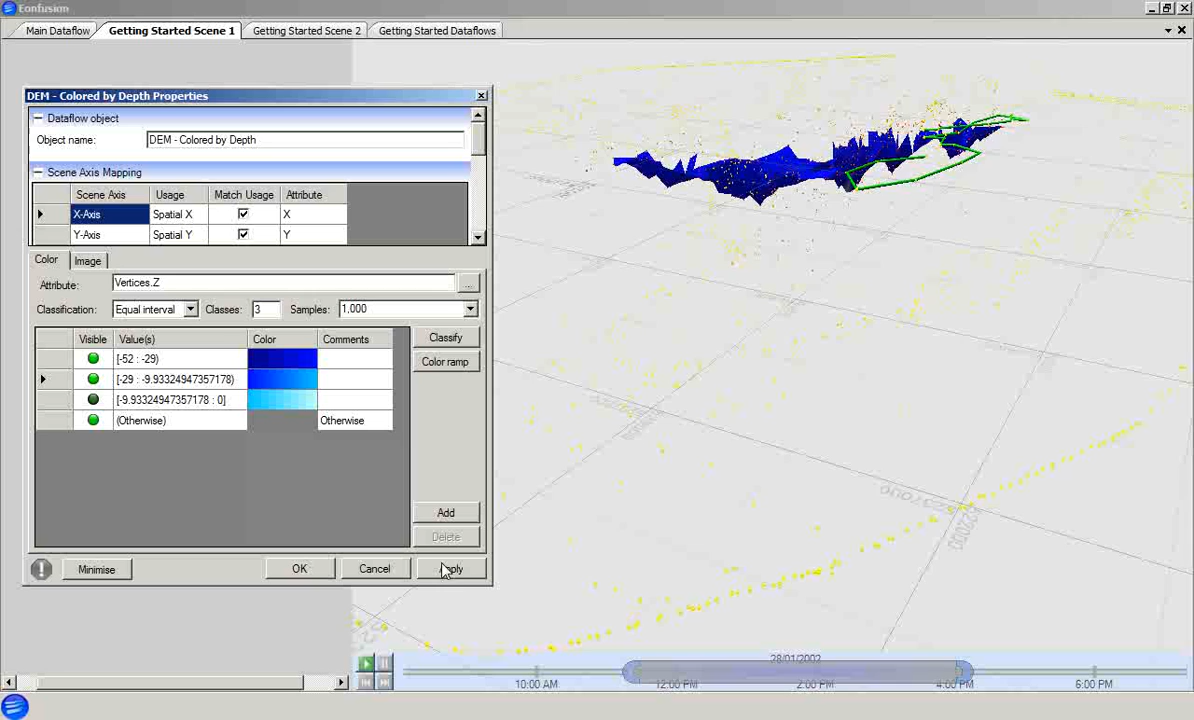 Eonfusion
Main Dataflow
Getting Started Scene 1
Getting Started Scene 2
Getting Started Dataflows
DEM - Colored by Depth Properties
Dataflow object
Object name: DEM - Colored by Depth
Scene Axis Mapping
Scene Axis Usage Match Usage Attribute
X-Axis Spatial X X
Y-Axis Spatial Y Y
Color Image
Attribute: Vertices.Z ...
Classification: Equal interval Classes: 3 Samples: 1.000
Visible Value(s) Color Comments Classify
[-52 : -29)
[-29 : -9.93324947357178) Color ramp
[-9.93324947357178 : 0]
(Otherwise) Otherwise
Add
Delete
Minimise OK Cancel Apply
28/01/2002
10:00 AM 12:00 PM 2:00 PM 4:00 PM 6:00 PM